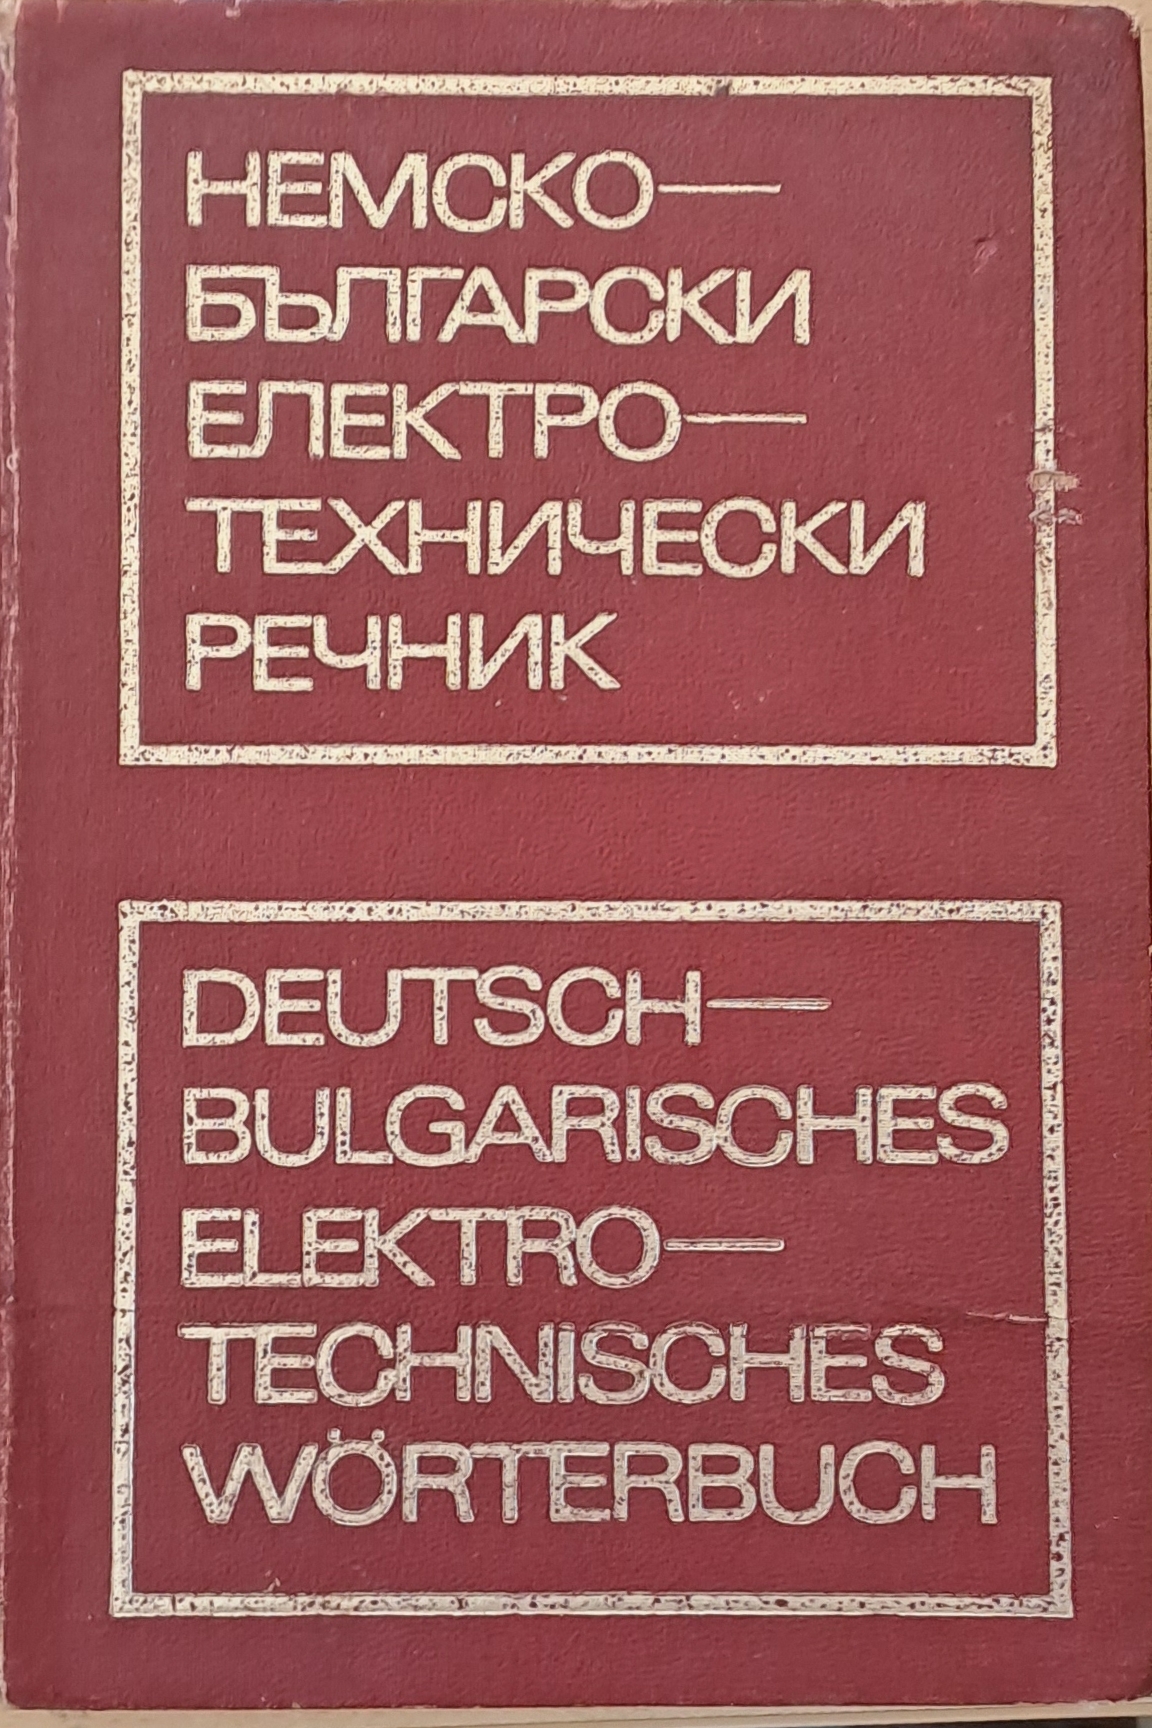 НЕМСКО—
БЪЛГАРСКИ
ЕЛЕКТРО—
ТЕХНИЧЕСКИ
РЕЧНИК
DEUTSCH—
BULGARISCHES
ELEKTRO—
TECHNISCHES
WÖRTERBUCH